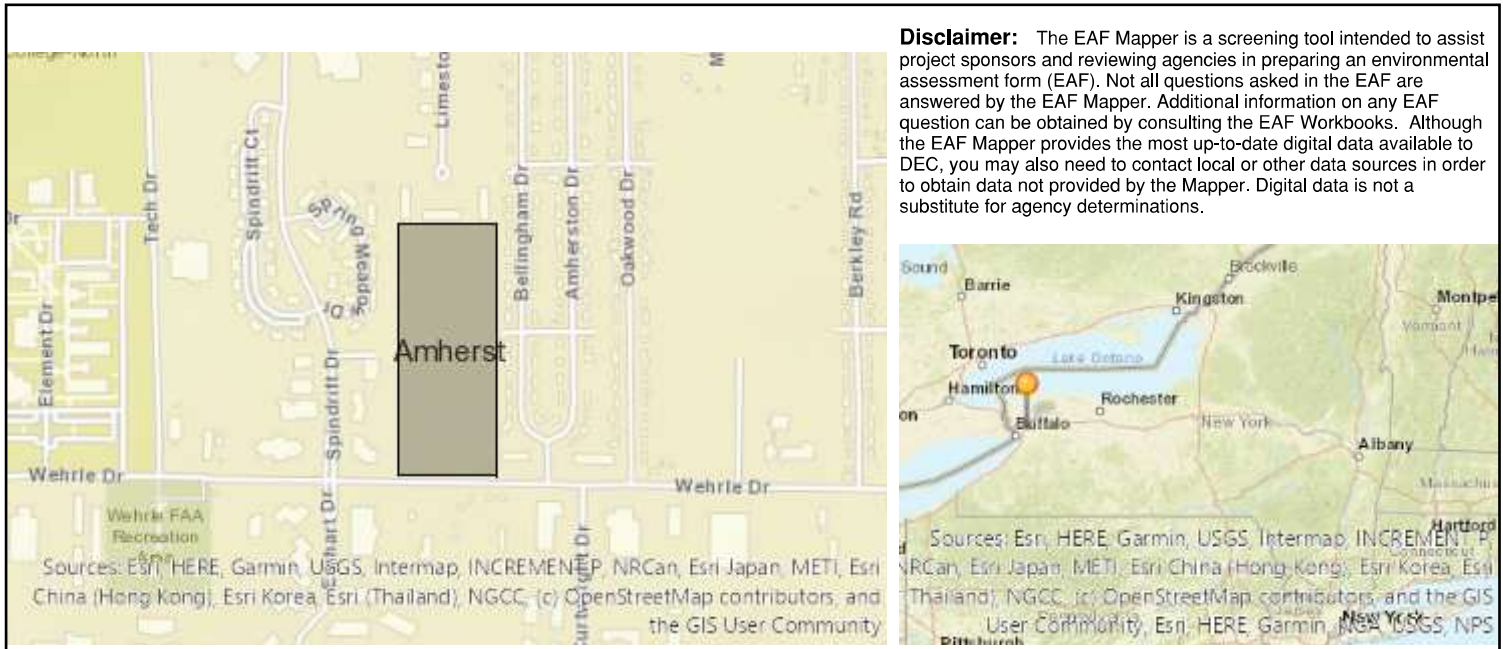 Disclaimer: The EAF Mapper is a screening tool intended to assist
project sponsors and reviewing agencies in preparing an environmental
assessment form (EAF). Not all questions asked in the EAF are
answered by the EAF Mapper. Additional information on any EAF
question can be obtained by consulting the EAF Workbooks. Although
the EAF Mapper provides the most up-to-date digital data available to
DEC, you may also need to contact local or other data sources in order
to obtain data not provided by the Mapper. Digital data is not a
substitute for agency determinations.
Tech Dr
Spindrift Ct
Bellingham Dr
Amherston Dr
Oakwood Dr
Berkley Rd
Element Dr
Amherst
Spindrift Dr
Wehrle Dr
Wehrle Dr
Wehrle FAA
Recreation
Sources: Esri, HERE, Garmin, USGS, Intermap, INCREMENT P, NRCan, Esri Japan, METI, Esri
China (Hong Kong), Esri Korea, Esri (Thailand), NGCC, (c) OpenStreetMap contributors, and
the GIS User Community
Sound
Barrie
Brockville
Kingston
Montpel
Vermont
Toronto
Lake Ontario
Hamilton
Rochester
Buffalo
New York
Albany
Hartford
Connecticut
Sources: Esri, HERE, Garmin, USGS, Intermap, INCREMENT P,
NRCan, Esri Japan, METI, Esri China (Hong Kong), Esri Korea, Esri
(Thailand), NGCC, (c) OpenStreetMap contributors, and the GIS
User Community, Esri, HERE, Garmin, NGA, USGS, NPS
New York
Pittsburgh